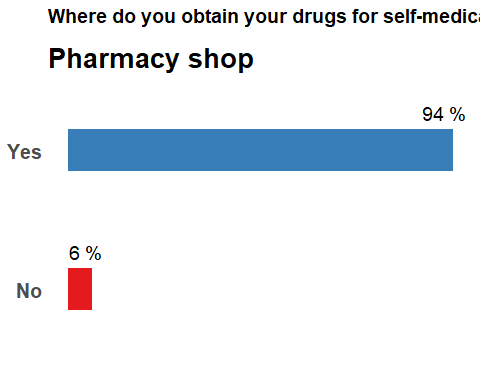 Where do you obtain your drugs for self-medica
Pharmacy shop
94 %
Yes
6 %
No